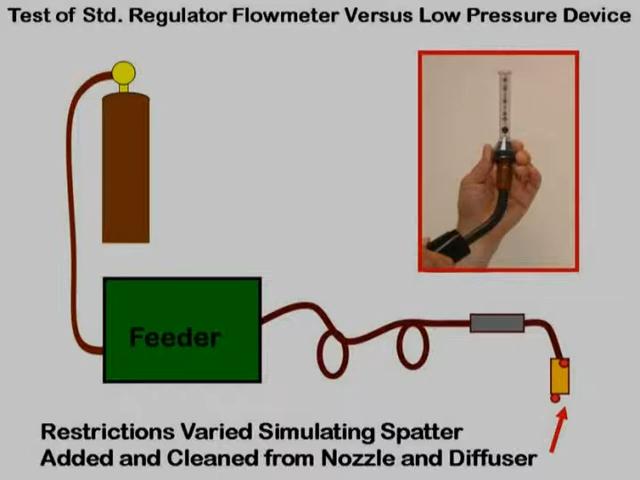 Test of Std. Regulator Flowmeter Versus Low Pressure Device
Feeder
Restrictions Varied Simulating Spatter
Added and Cleaned from Nozzle and Diffuser